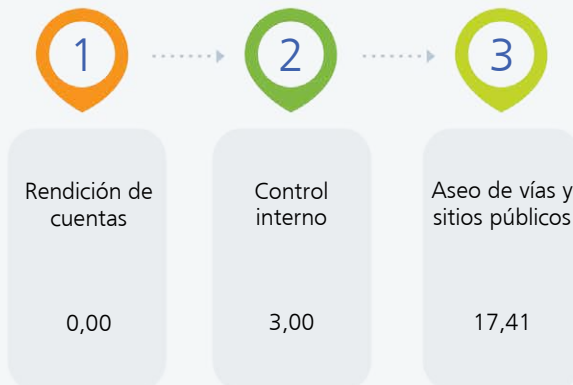 1
2
3
Rendición de
cuentas
0,00
Control
interno
3,00
Aseo de vías y
sitios públicos
17,41